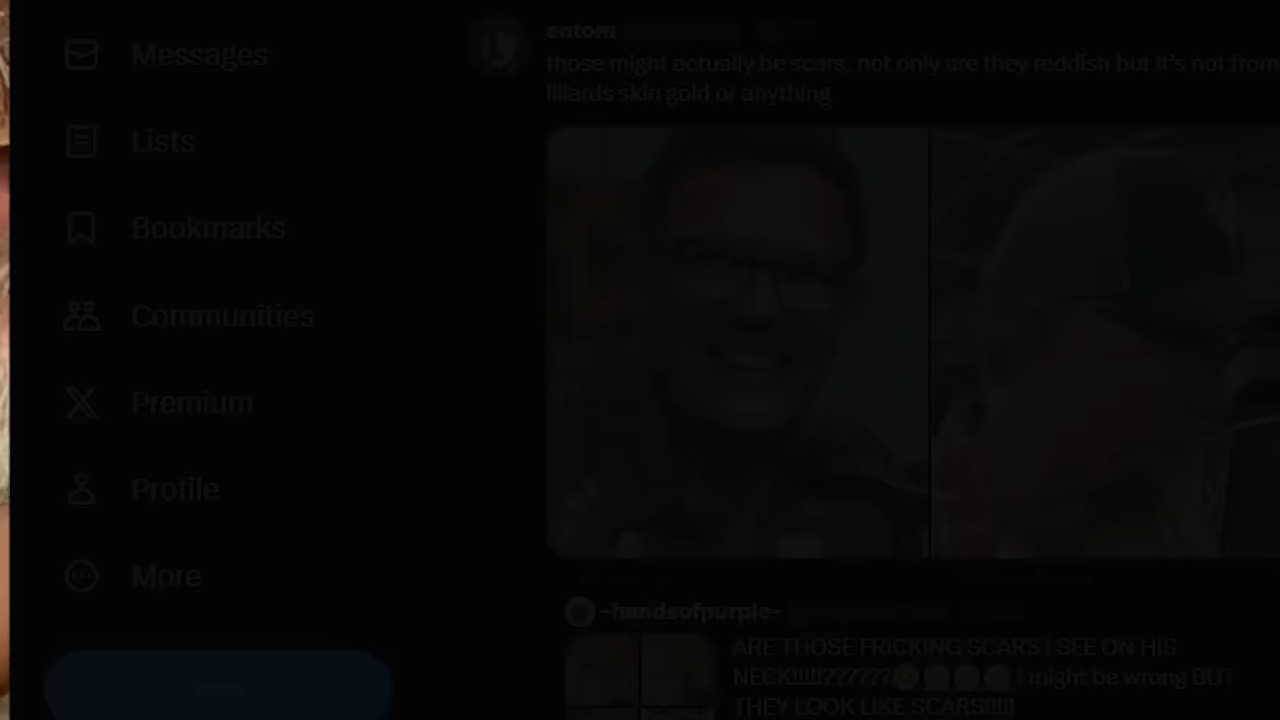 Messages
Lists
Bookmarks
Communities
Premium
Profile
More
entom
those might actually be scars, not only are they reddish but it's not from
lillards skin gold or anything
~handsofpurple~
ARE THOSE FRICKING SCARS I SEE ON HIS
NECK!!!!!?????? I might be wrong BUT
THEY LOOK LIKE SCARS!!!!!